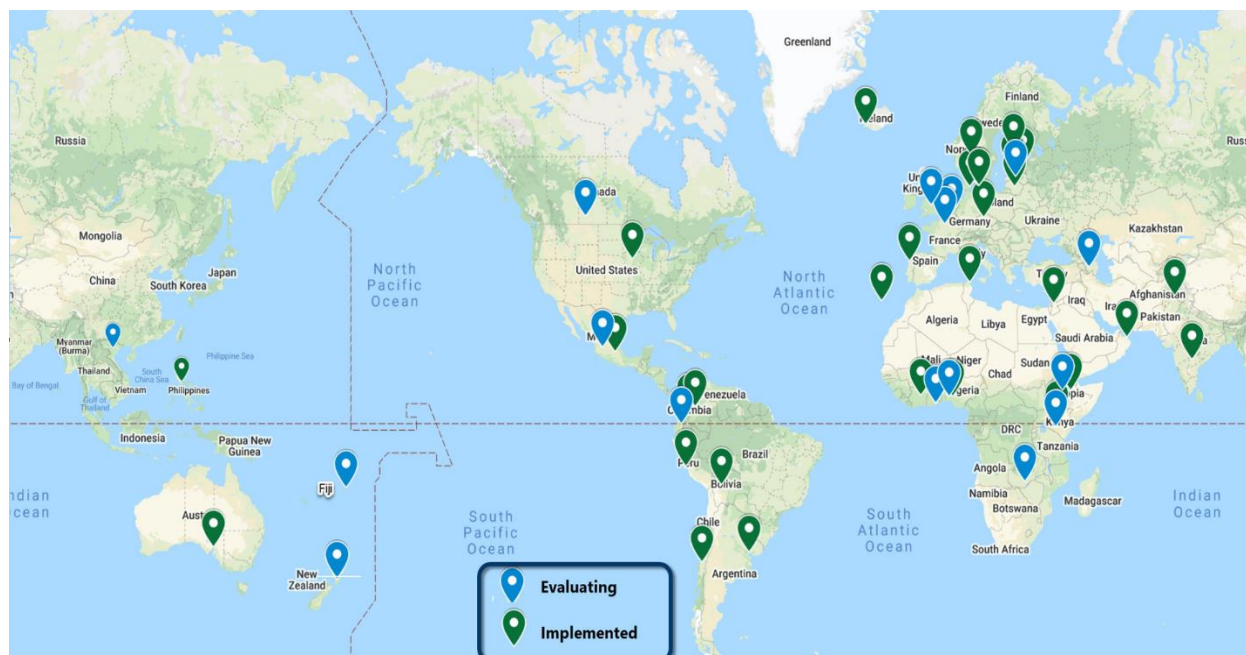 Greenland
Finland
Russia
Russ
Ukraine
Kazakhstan
Mongolia
Germany
France
Japan
China
South Korea
North
Pacific
Ocean
United States
North
Atlantic
Ocean
Spain
Iraq
Afghanistan
Pakistan
Algeria
Libya
Egypt
Saudi Arabia
Myanmar
(Burma)
Philippine Sea
Mali
Niger
Chad
Sudan
Thailand
South
China Sea
Bay of Bengal
Vietnam
Philippines
Gulf of
Thailand
DRC
Indonesia
Papua New
Guinea
Tanzania
Brazil
Peru
Angola
Fiji
Bolivia
Namibia
Botswana
Madagascar
Indian
Ocean
South
Pacific
Ocean
Chile
South
Atlantic
Ocean
South Africa
New
Zealand
Argentina
Evaluating
Implemented